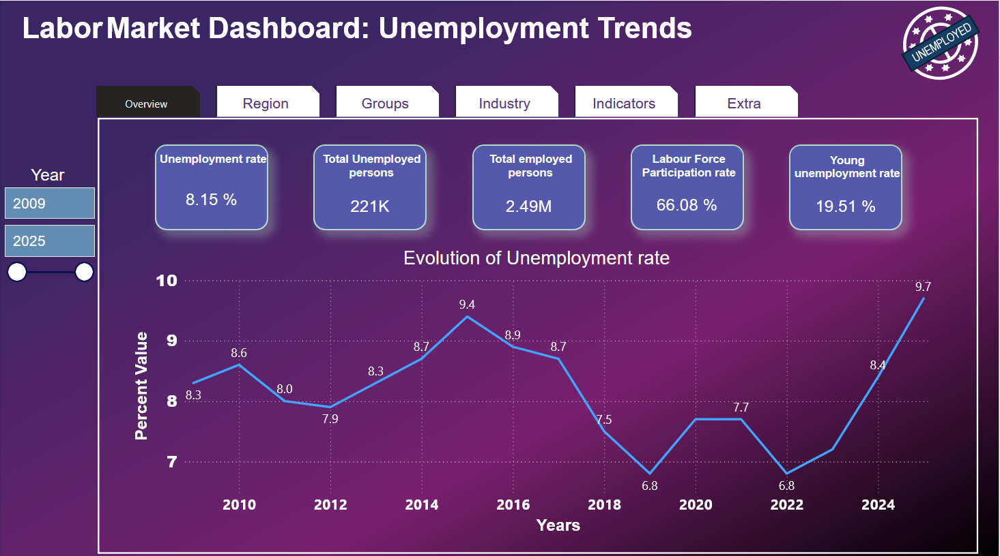 Labor Market Dashboard: Unemployment Trends
UNEMPLOYED
Overview
Region
Groups
Industry
Indicators
Extra
Year
2009
2025
Unemployment rate
8.15 %
Total Unemployed
persons
221K
Total employed
persons
2.49M
Labour Force
Participation rate
66.08 %
Young
unemployment rate
19.51 %
Evolution of Unemployment rate
Percent Value
10
9
8
7
8.3
8.6
8.0
7.9
8.3
8.7
9.4
8.9
8.7
7.5
6.8
7.7
6.8
8.4
9.7
2010
2012
2014
2016
2018
2020
2022
2024
Years